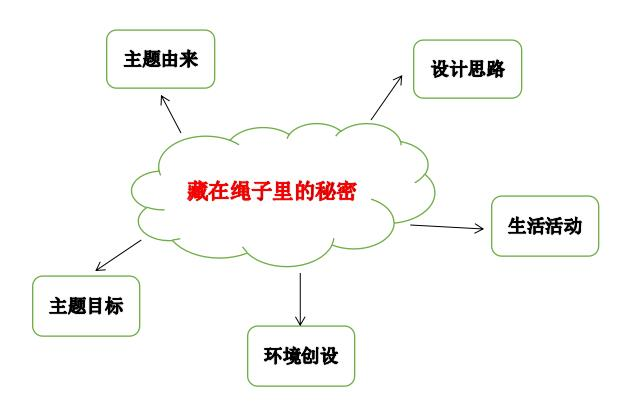 主题由来
设计思路
藏在绳子里的秘密
生活活动
主题目标
环境创设